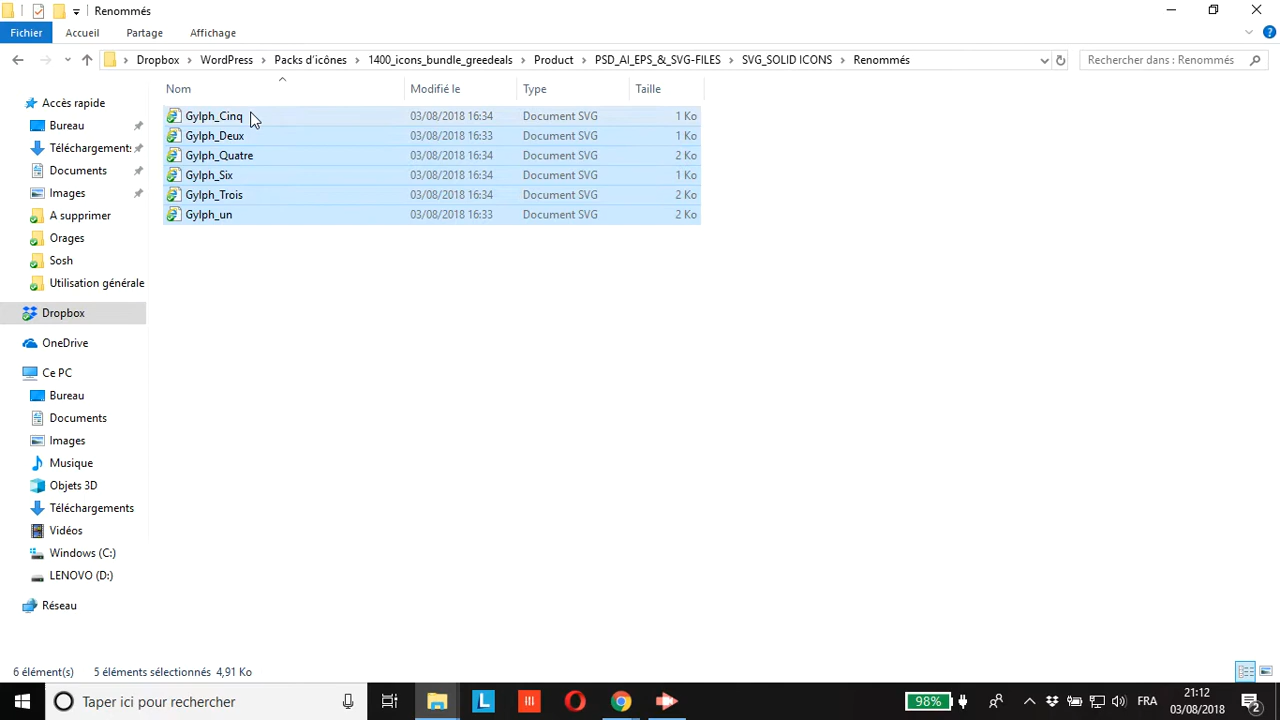 Renommés
Fichier Accueil Partage Affichage
Dropbox WordPress Packs d'icônes 1400_icons_bundle_greedeals Product PSD_AI_EPS_&_SVG-FILES SVG_SOLID ICONS Renommés Rechercher dans : Renommés
Nom Modifié le Type Taille
Accès rapide
Bureau
Téléchargements
Documents
Images
A supprimer
Orages
Sosh
Utilisation générale
Dropbox
OneDrive
Ce PC
Bureau
Documents
Images
Musique
Objets 3D
Téléchargements
Vidéos
Windows (C:)
LENOVO (D:)
Réseau
Gylph_Cinq 03/08/2018 16:34 Document SVG 1 Ko
Gylph_Deux 03/08/2018 16:33 Document SVG 1 Ko
Gylph_Quatre 03/08/2018 16:34 Document SVG 2 Ko
Gylph_Six 03/08/2018 16:34 Document SVG 1 Ko
Gylph_Trois 03/08/2018 16:34 Document SVG 2 Ko
Gylph_un 03/08/2018 16:33 Document SVG 2 Ko
6 élément(s) 5 éléments sélectionnés 4,91 Ko
Taper ici pour rechercher
L
98%
FRA
21:12
03/08/2018
2